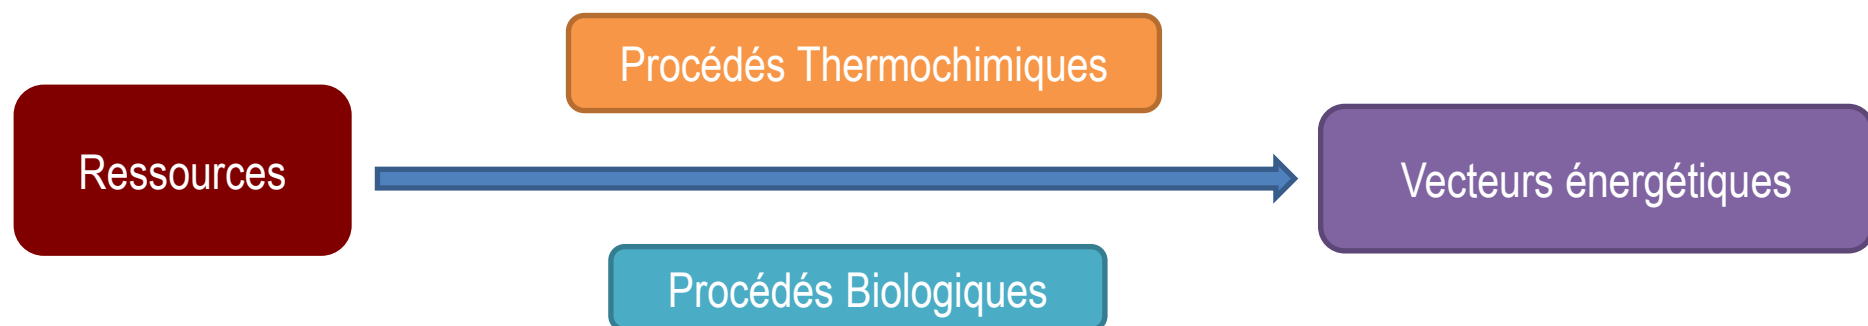 Procédés Thermochimiques
Ressources
Vecteurs énergétiques
Procédés Biologiques